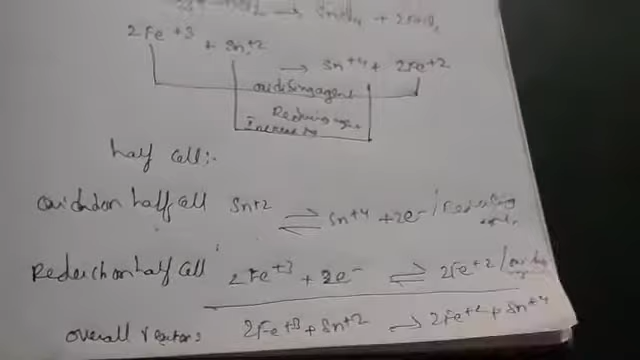 2Fe+3 + Sn+2
→ Sn+4 + 2Fe+2
oxidising agent
Reducing agent
Increase
half cell:-
oxidation half cell Sn+2 ⇌ Sn+4 + 2e- / Reducing
Reduction half cell 2Fe+3 + 2e- ⇌ 2Fe+2 /
overall reaction: 2Fe+3 + Sn+2 → 2Fe+2 + Sn+4